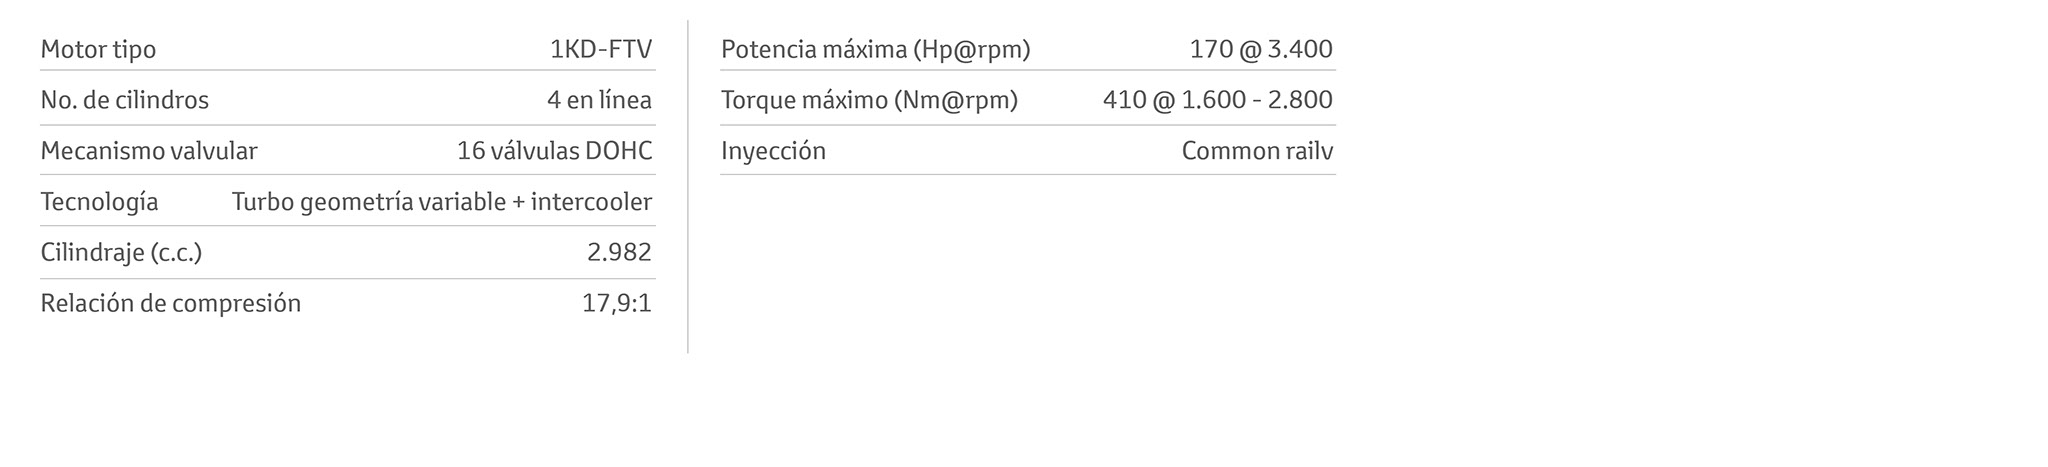 Motor tipo 1KD-FTV
No. de cilindros 4 en línea
Mecanismo valvular 16 válvulas DOHC
Tecnología Turbo geometría variable + intercooler
Cilindraje (c.c.) 2.982
Relación de compresión 17,9:1
Potencia máxima (Hp@rpm) 170 @ 3.400
Torque máximo (Nm@rpm) 410 @ 1.600 - 2.800
Inyección Common railv